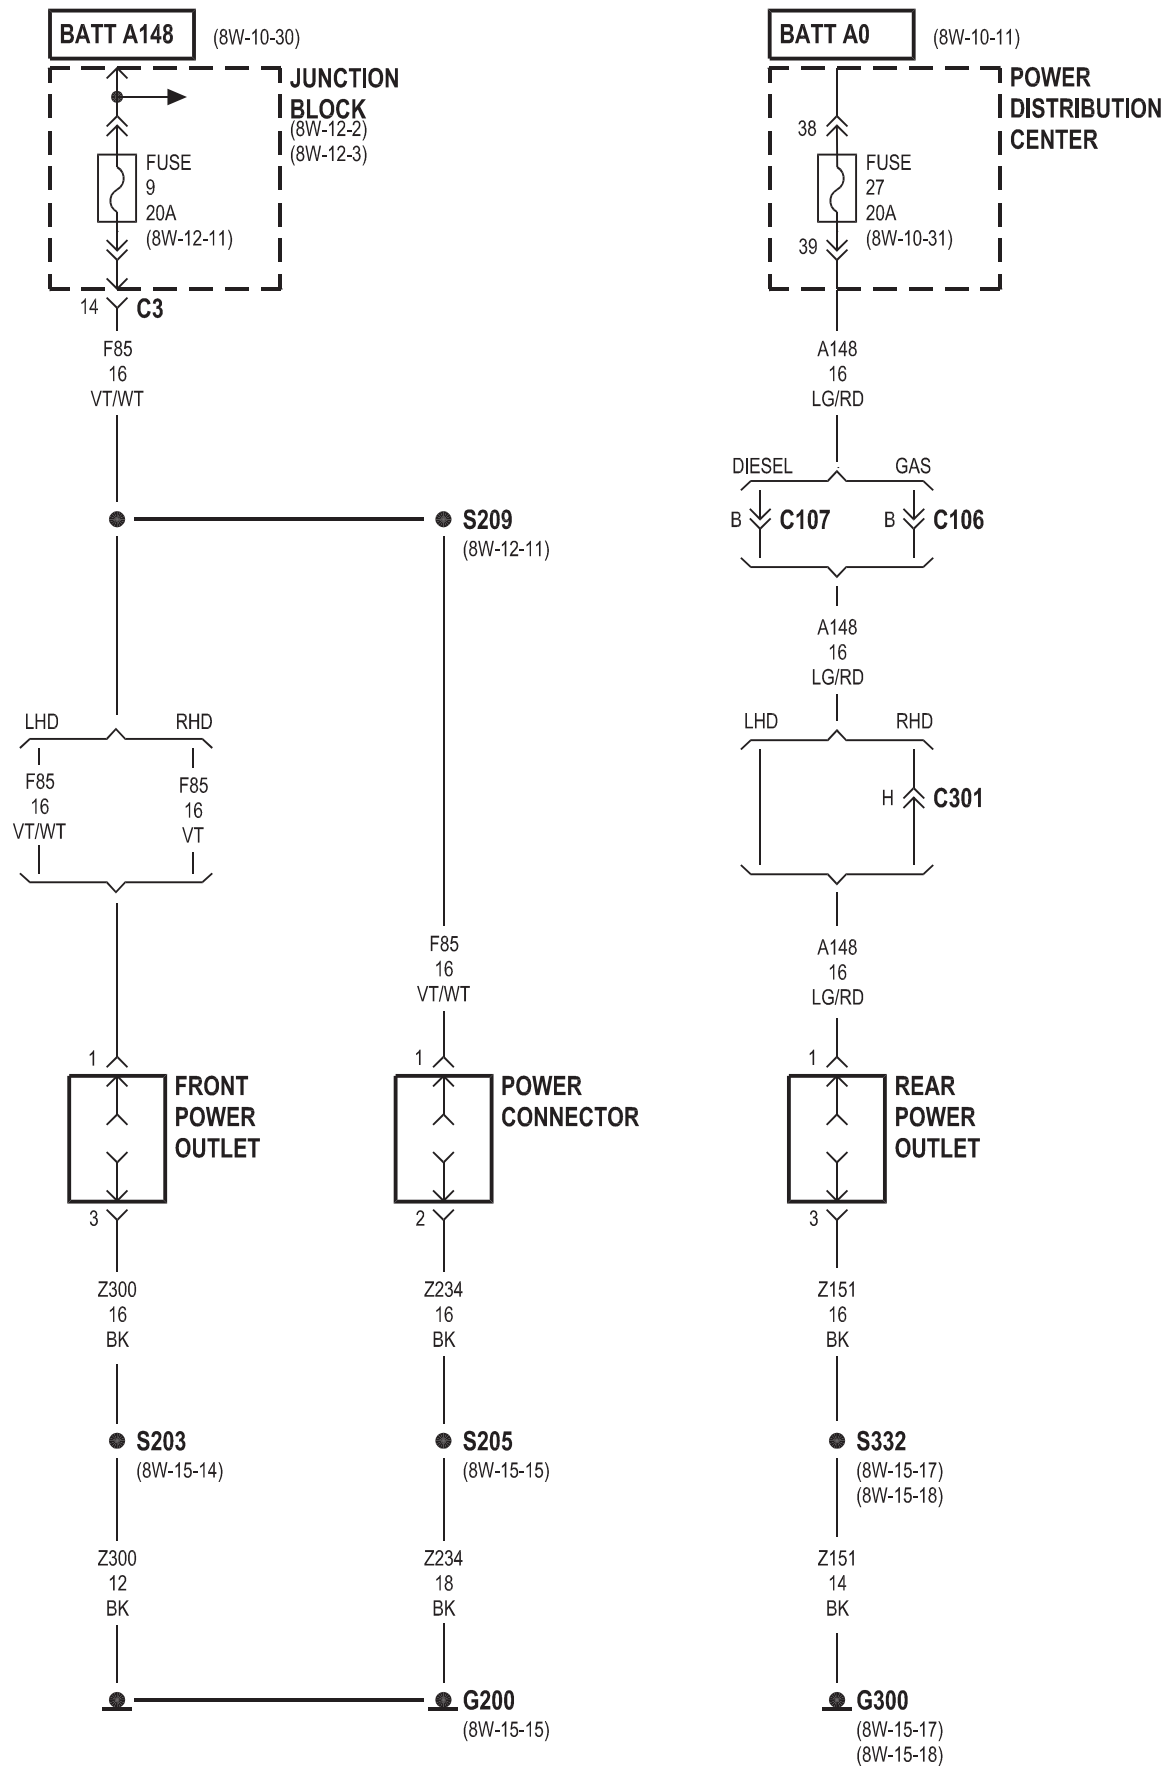 BATT A148
(8W-10-30)
JUNCTION
BLOCK
(8W-12-2)
(8W-12-3)
FUSE
9
20A
(8W-12-11)
14
C3
F85
16
VT/WT
S209
(8W-12-11)
LHD
RHD
F85
16
VT/WT
F85
16
VT
F85
16
VT/WT
1
FRONT
POWER
OUTLET
3
1
POWER
CONNECTOR
2
Z300
16
BK
Z234
16
BK
S203
(8W-15-14)
S205
(8W-15-15)
Z300
12
BK
Z234
18
BK
G200
(8W-15-15)
BATT A0
(8W-10-11)
POWER
DISTRIBUTION
CENTER
38
FUSE
27
20A
(8W-10-31)
39
A148
16
LG/RD
DIESEL
GAS
B
C107
B
C106
A148
16
LG/RD
LHD
RHD
H
C301
A148
16
LG/RD
1
REAR
POWER
OUTLET
3
Z151
16
BK
S332
(8W-15-17)
(8W-15-18)
Z151
14
BK
G300
(8W-15-17)
(8W-15-18)